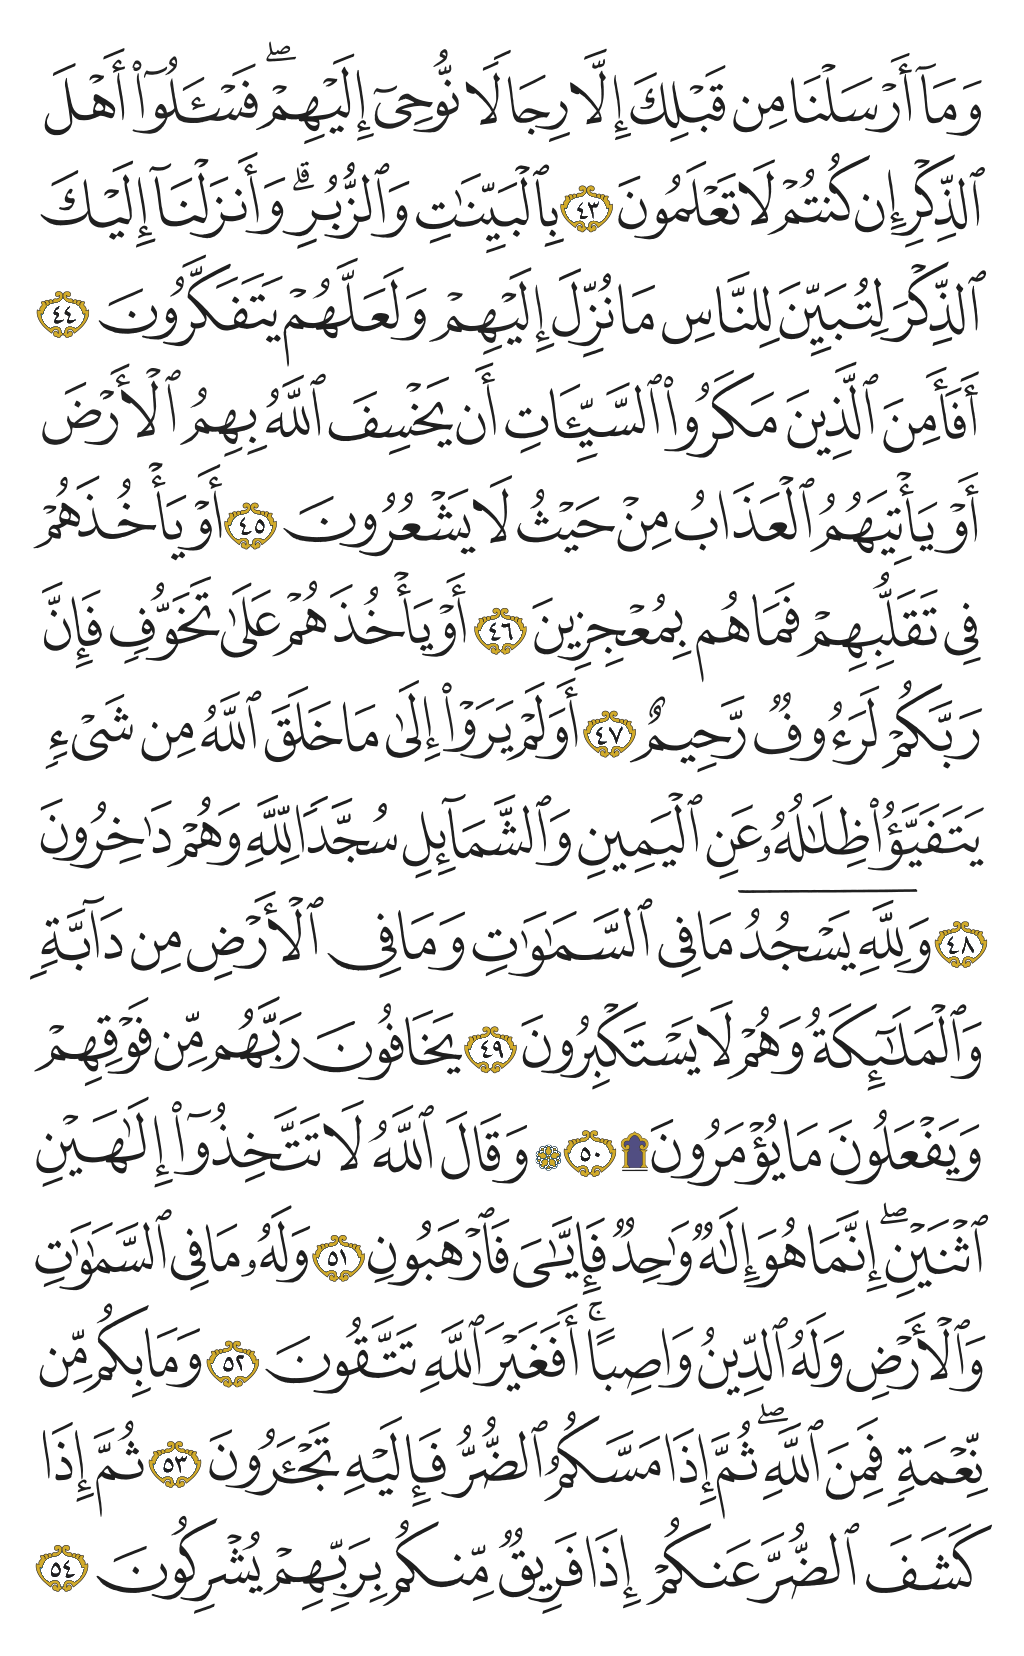 وَمَآ أَرْسَلْنَا مِن قَبْلِكَ إِلَّا رِجَالًا نُّوحِىٓ إِلَيْهِمْ ۖ فَسْـَٔلُوٓا۟ أَهْلَ
ٱلذِّكْرِ إِن كُنتُمْ لَا تَعْلَمُونَ ٤٣ بِٱلْبَيِّنَـٰتِ وَٱلزُّبُرِ ۗ وَأَنزَلْنَآ إِلَيْكَ
ٱلذِّكْرَ لِتُبَيِّنَ لِلنَّاسِ مَا نُزِّلَ إِلَيْهِمْ وَلَعَلَّهُمْ يَتَفَكَّرُونَ ٤٤
أَفَأَمِنَ ٱلَّذِينَ مَكَرُوا۟ ٱلسَّيِّـَٔاتِ أَن يَخْسِفَ ٱللَّهُ بِهِمُ ٱلْأَرْضَ
أَوْ يَأْتِيَهُمُ ٱلْعَذَابُ مِنْ حَيْثُ لَا يَشْعُرُونَ ٤٥ أَوْ يَأْخُذَهُمْ
فِى تَقَلُّبِهِمْ فَمَا هُم بِمُعْجِزِينَ ٤٦ أَوْ يَأْخُذَهُمْ عَلَىٰ تَخَوُّفٍ فَإِنَّ
رَبَّكُمْ لَرَءُوفٌ رَّحِيمٌ ٤٧ أَوَلَمْ يَرَوْا۟ إِلَىٰ مَا خَلَقَ ٱللَّهُ مِن شَىْءٍ
يَتَفَيَّؤُا۟ ظِلَـٰلُهُۥ عَنِ ٱلْيَمِينِ وَٱلشَّمَآئِلِ سُجَّدًا لِّلَّهِ وَهُمْ دَٰخِرُونَ
٤٨ وَلِلَّهِ يَسْجُدُ مَا فِى ٱلسَّمَـٰوَٰتِ وَمَا فِى ٱلْأَرْضِ مِن دَآبَّةٍ
وَٱلْمَلَـٰٓئِكَةُ وَهُمْ لَا يَسْتَكْبِرُونَ ٤٩ يَخَافُونَ رَبَّهُم مِّن فَوْقِهِمْ
وَيَفْعَلُونَ مَا يُؤْمَرُونَ ۩ ٥٠ ۞ وَقَالَ ٱللَّهُ لَا تَتَّخِذُوٓا۟ إِلَـٰهَيْنِ
ٱثْنَيْنِ ۖ إِنَّمَا هُوَ إِلَـٰهٌ وَٰحِدٌ فَإِيَّـٰىَ فَٱرْهَبُونِ ٥١ وَلَهُۥ مَا فِى ٱلسَّمَـٰوَٰتِ
وَٱلْأَرْضِ وَلَهُ ٱلدِّينُ وَاصِبًا ۚ أَفَغَيْرَ ٱللَّهِ تَتَّقُونَ ٥٢ وَمَا بِكُم مِّن
نِّعْمَةٍ فَمِنَ ٱللَّهِ ۖ ثُمَّ إِذَا مَسَّكُمُ ٱلضُّرُّ فَإِلَيْهِ تَجْـَٔرُونَ ٥٣ ثُمَّ إِذَا
كَشَفَ ٱلضُّرَّ عَنكُمْ إِذَا فَرِيقٌ مِّنكُم بِرَبِّهِمْ يُشْرِكُونَ ٥٤